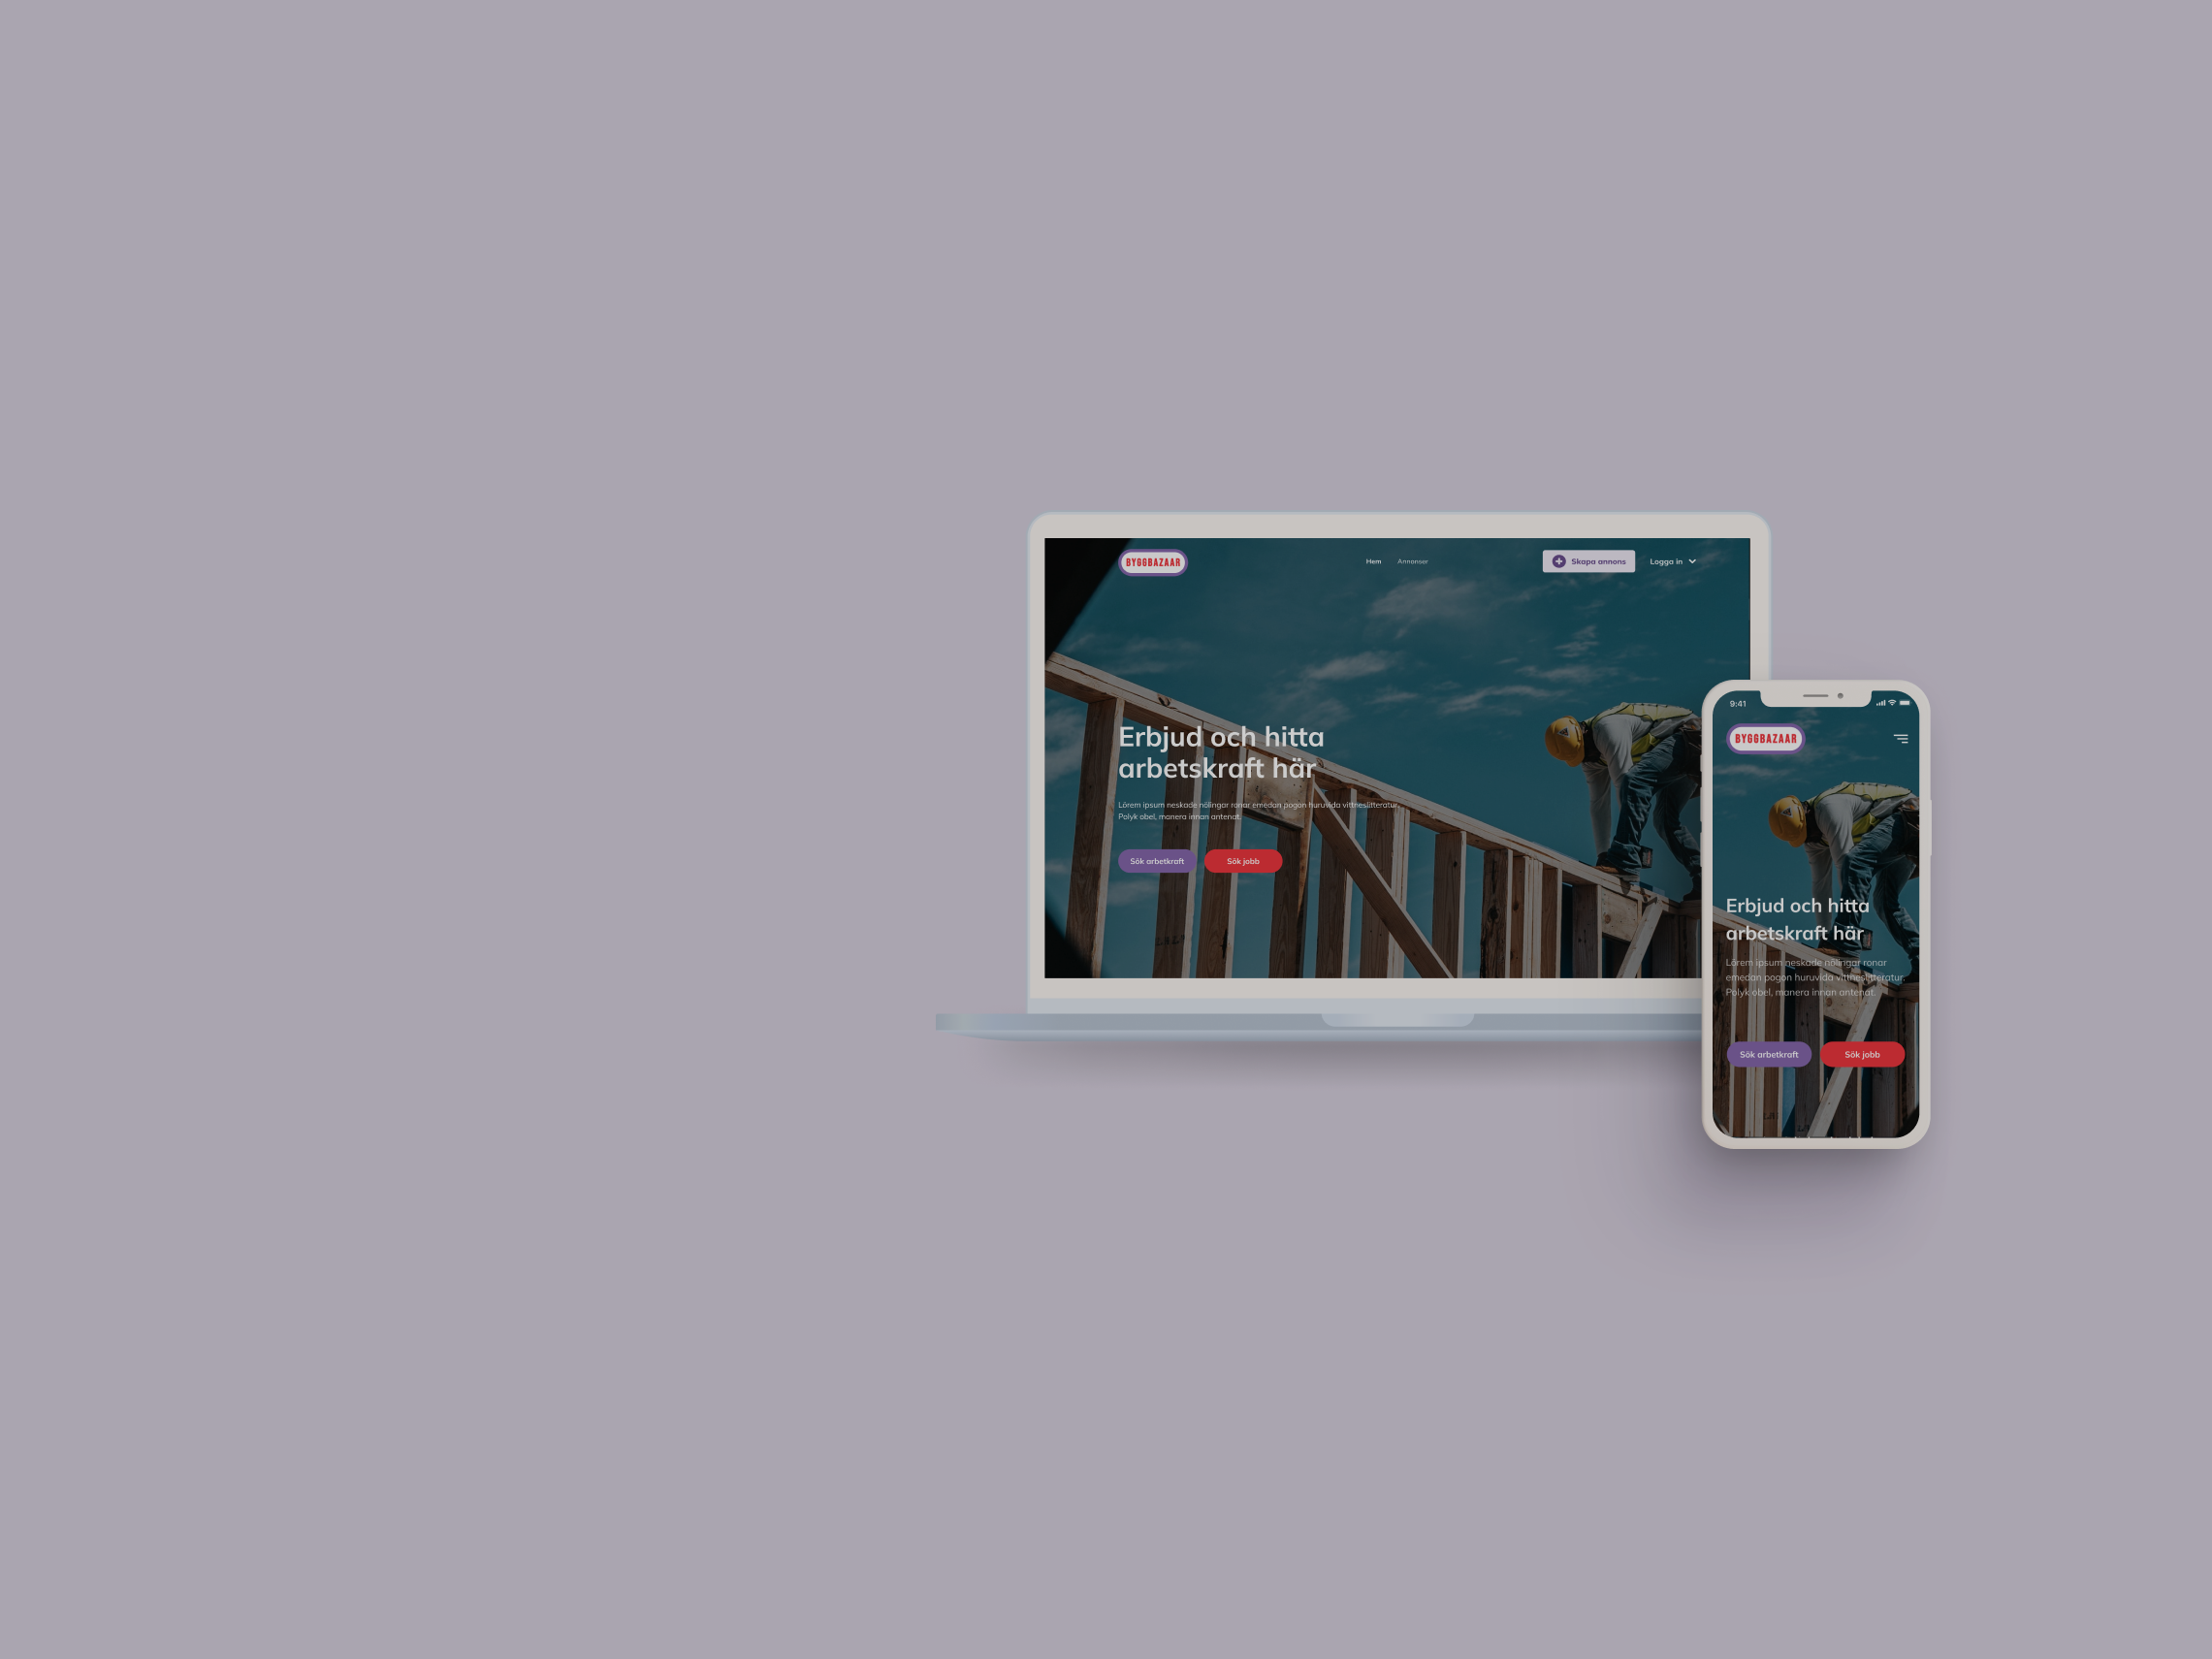 BYGGBAZAAR
Hem
Annonser
Skapa annons
Logga in
Erbjud och hitta
arbetskraft här
Lörem ipsum neskade nölingar ronar emedan pogon huruvida vittneslitteratur.
Polyk obel, manera innan antenat.
Sök arbetkraft
Sök jobb
9:41
BYGGBAZAAR
Erbjud och hitta
arbetskraft här
Lörem ipsum neskade nölingar ronar
emedan pogon huruvida vittneslitteratur.
Polyk obel, manera innan antenat.
Sök arbetkraft
Sök jobb